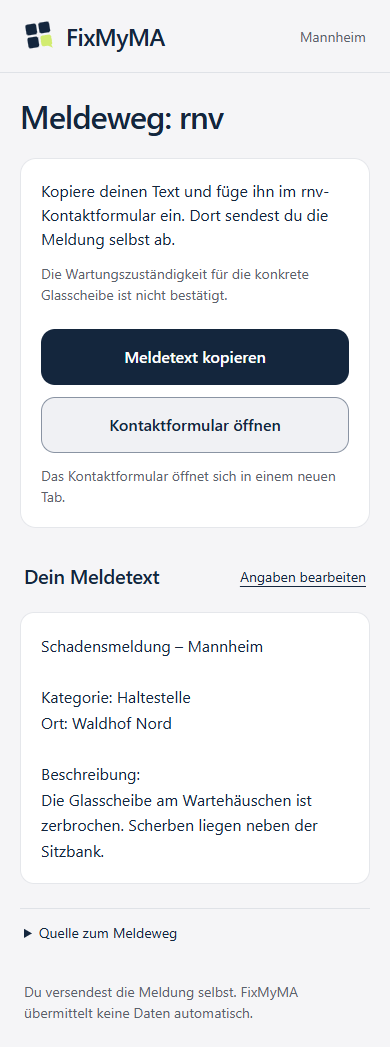 FixMyMA
Mannheim
Meldeweg: rnv
Kopiere deinen Text und füge ihn im rnv-
Kontaktformular ein. Dort sendest du die
Meldung selbst ab.
Die Wartungszuständigkeit für die konkrete
Glasscheibe ist nicht bestätigt.
Meldetext kopieren
Kontaktformular öffnen
Das Kontaktformular öffnet sich in einem neuen
Tab.
Dein Meldetext
Angaben bearbeiten
Schadensmeldung – Mannheim
Kategorie: Haltestelle
Ort: Waldhof Nord
Beschreibung:
Die Glasscheibe am Wartehäuschen ist
zerbrochen. Scherben liegen neben der
Sitzbank.
Quelle zum Meldeweg
Du versendest die Meldung selbst. FixMyMA
übermittelt keine Daten automatisch.